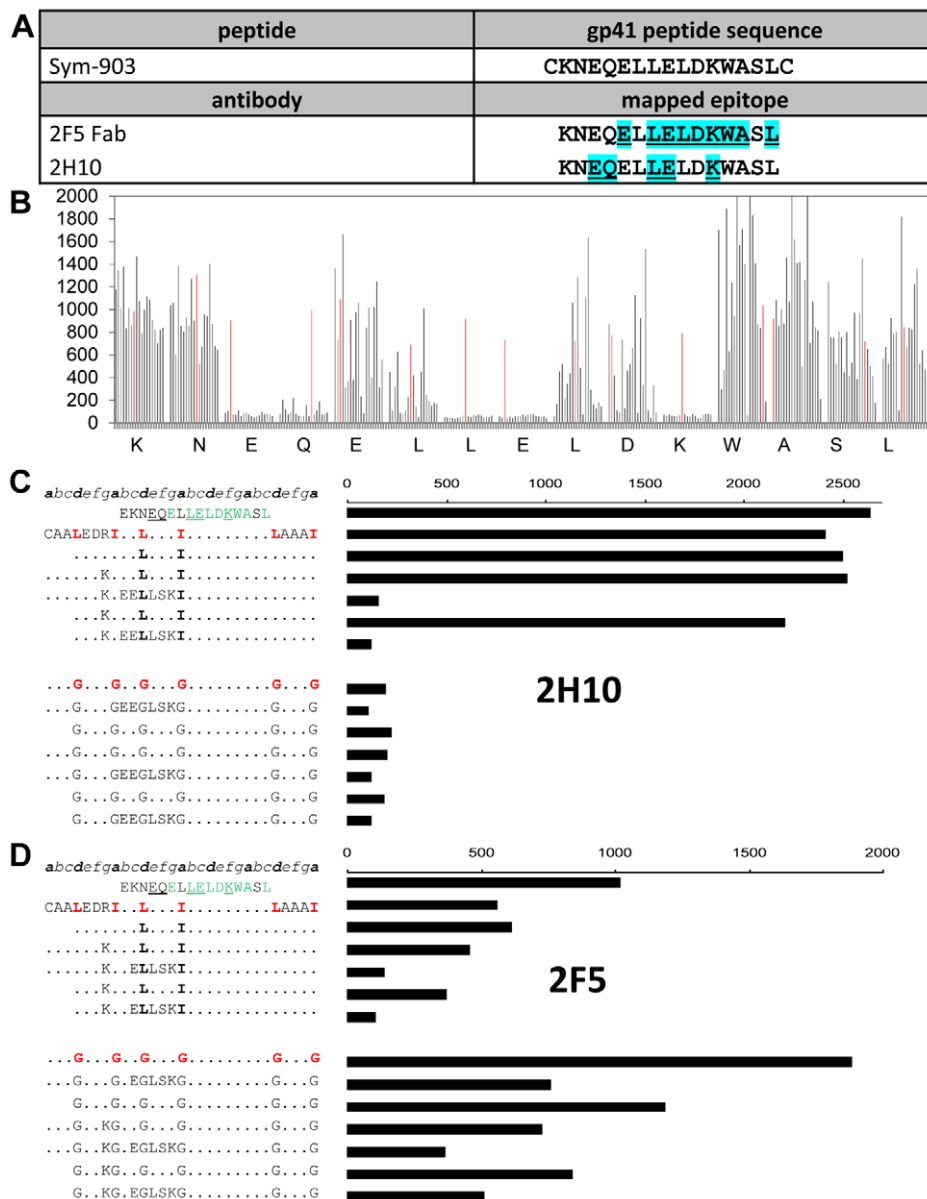 A
peptide gp41 peptide sequence
Sym-903 CKNEQELLELDKWASLC
antibody mapped epitope
2F5 Fab KNEQELLELDKWASL
2H10 KNEQELLELDKWASL
B
2000
1800
1600
1400
1200
1000
800
600
400
200
0
K N E Q E L L E L D K W A S L
C
0 500 1000 1500 2000 2500
abcdefgabcdefgabcdefgabcdefga
EKNEQELLELDKWASL
CAALEDRI..L...I.........LAAAI
.......L...I..............
......K...L...I..............
......K.EELLSKI..............
...K...L...I..............
...K.EELLSKI..............
2H10
...G...G..G...G.........G...G
G...GEEGLSKG.........G...G
G...G..G...G.........G...G
...G...G..G...G.........G...G
...G...GEEGLSKG.........G...G
G...G..G...G.........G...G
G...GEEGLSKG.........G...G
D
0 500 1000 1500 2000
abcdefgabcdefgabcdefgabcdefga
EKNEQELLELDKWASL
CAALEDRI..L...I.........LAAAI
.......L...I..............
......K...L...I..............
......K..ELLSKI..............
...K...L...I..............
...K..ELLSKI..............
2F5
...G...G..G...G.........G...G
G...G.EGLSKG.........G...G
G...G..G...G.........G...G
...G..KG..G...G.........G...G
...G..KG.EGLSKG.........G...G
G...G..G...G.........G...G
G..KG.EGLSKG.........G...G